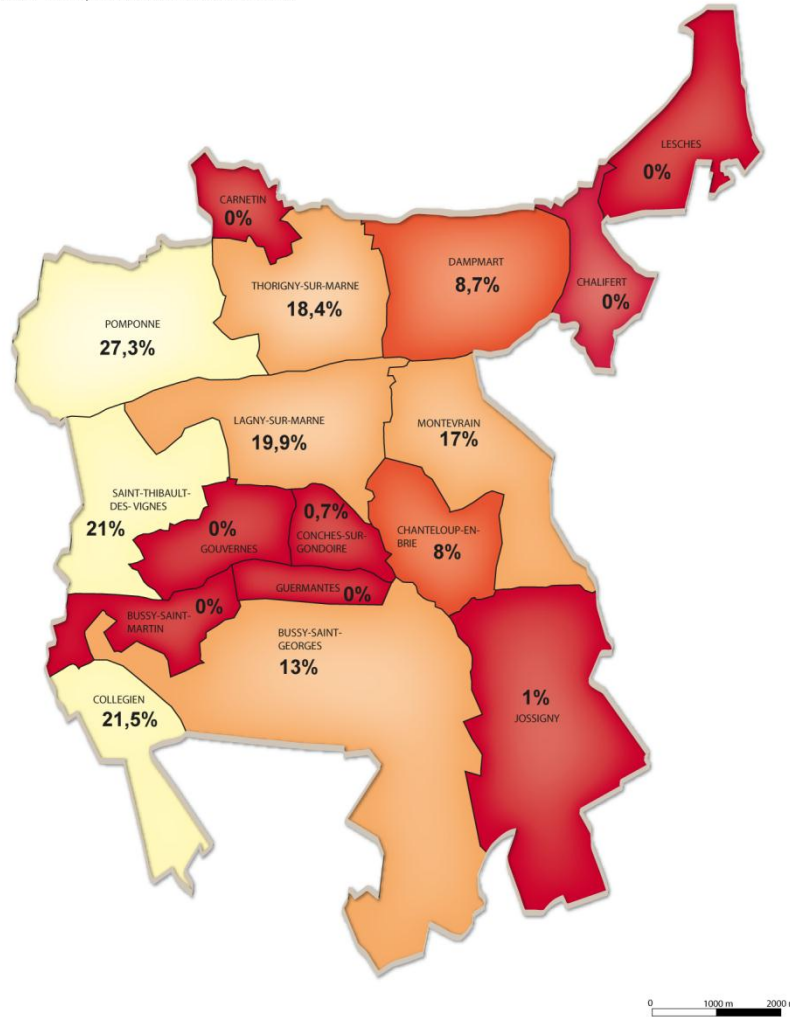 LESCHES
0%
CARNETIN
0%
DAMPMART
8,7%
THORIGNY-SUR-MARNE
18,4%
CHALIFERT
0%
POMPONNE
27,3%
LAGNY-SUR-MARNE
19,9%
MONTEVRAIN
17%
SAINT-THIBAULT-
DES- VIGNES
21%
0%
GOUVERNES
0,7%
CONCHES-SUR-
GONDOIRE
CHANTELOUP-EN-
BRIE
8%
GUERMANTES 0%
BUSSY-SAINT-
MARTIN
0%
BUSSY-SAINT-
GEORGES
13%
COLLEGIEN
21,5%
1%
JOSSIGNY
0 1000 m 2000